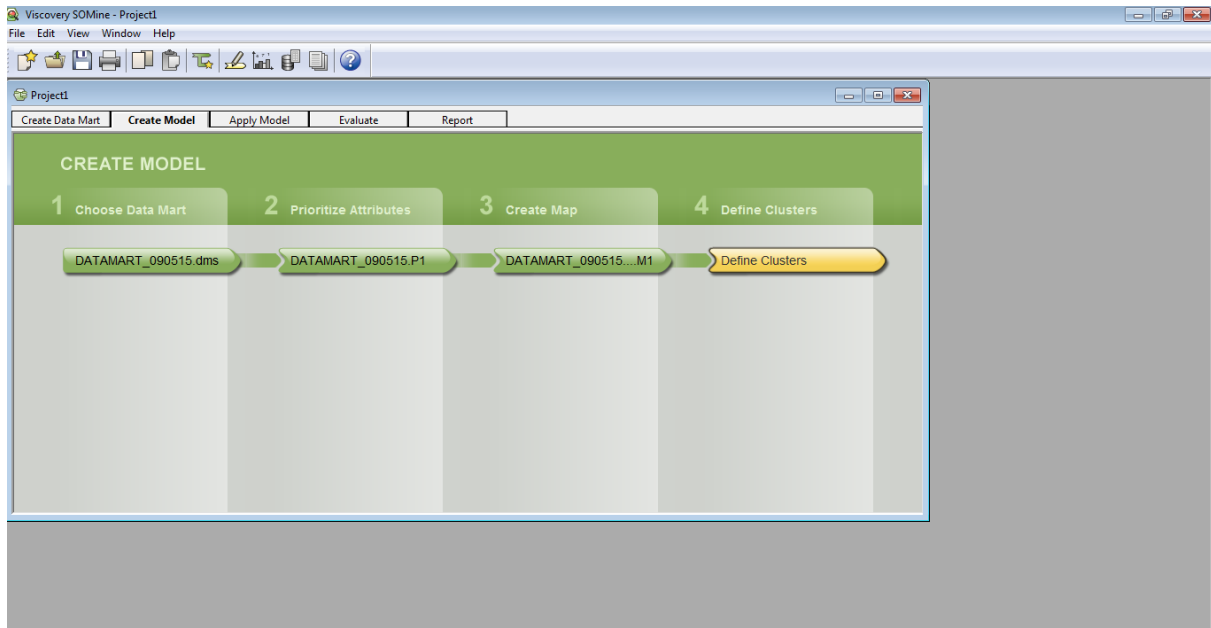 Viscovery SOMine - Project1
File Edit View Window Help
Project1
Create Data Mart Create Model Apply Model Evaluate Report
CREATE MODEL
1 Choose Data Mart 2 Prioritize Attributes 3 Create Map 4 Define Clusters
DATAMART_090515.dms DATAMART_090515.P1 DATAMART_090515....M1 Define Clusters